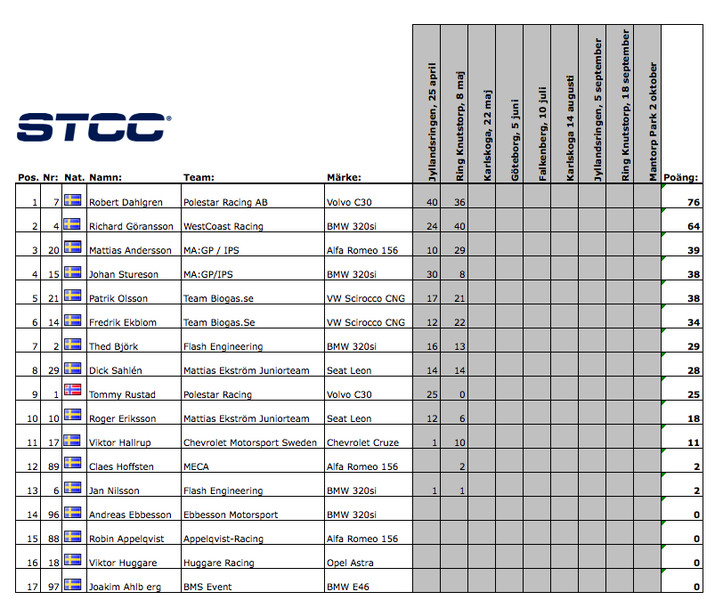 Jyllandsringen, 25 april
Ring Knutstorp, 8 maj
Karlskoga, 22 maj
Göteborg, 5 juni
Falkenberg, 10 juli
Karlskoga 14 augusti
Jyllandsringen, 5 september
Ring Knutstorp, 18 september
Mantorp Park 2 oktober
STCC®
Pos. Nr: Nat. Namn: Team: Märke: Poäng:
1 7 Robert Dahlgren Polestar Racing AB Volvo C30 40 36 76
2 4 Richard Göransson WestCoast Racing BMW 320si 24 40 64
3 20 Mattias Andersson MA:GP / IPS Alfa Romeo 156 10 29 39
4 15 Johan Stureson MA:GP/IPS BMW 320si 30 8 38
5 21 Patrik Olsson Team Biogas.se VW Scirocco CNG 17 21 38
6 14 Fredrik Ekblom Team Biogas.Se VW Scirocco CNG 12 22 34
7 2 Thed Björk Flash Engineering BMW 320si 16 13 29
8 29 Dick Sahlén Mattias Ekström Juniorteam Seat Leon 14 14 28
9 1 Tommy Rustad Polestar Racing Volvo C30 25 0 25
10 10 Roger Eriksson Mattias Ekström Juniorteam Seat Leon 12 6 18
11 17 Viktor Hallrup Chevrolet Motorsport Sweden Chevrolet Cruze 1 10 11
12 89 Claes Hoffsten MECA Alfa Romeo 156 2 2
13 6 Jan Nilsson Flash Engineering BMW 320si 1 1 2
14 96 Andreas Ebbesson Ebbesson Motorsport BMW 320si 0
15 88 Robin Appelqvist Appelqvist-Racing Alfa Romeo 156 0
16 18 Viktor Huggare Huggare Racing Opel Astra 0
17 97 Joakim Ahlb erg BMS Event BMW E46 0